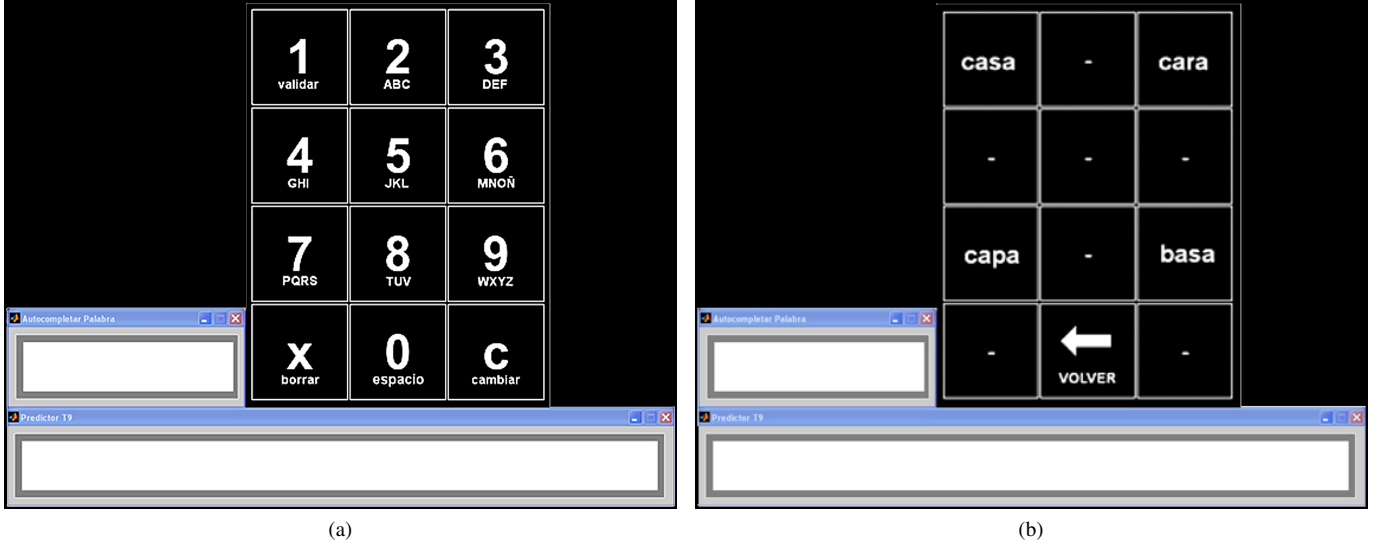 1 2 3
validar ABC DEF
4 5 6
GHI JKL MNOÑ
7 8 9
PQRS TUV WXYZ
x 0 c
borrar espacio cambiar
Autocompletar Palabra
Predictor T9
(a)
casa - cara
- - -
capa - basa
- -
VOLVER
Autocompletar Palabra
Predictor T9
(b)